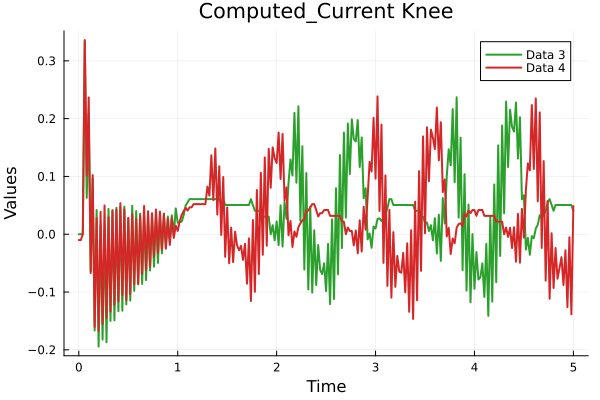 Computed_Current Knee
Data 3
Data 4
0.3
0.2
0.1
0.0
−0.1
−0.2
Values
0
1
2
3
4
5
Time